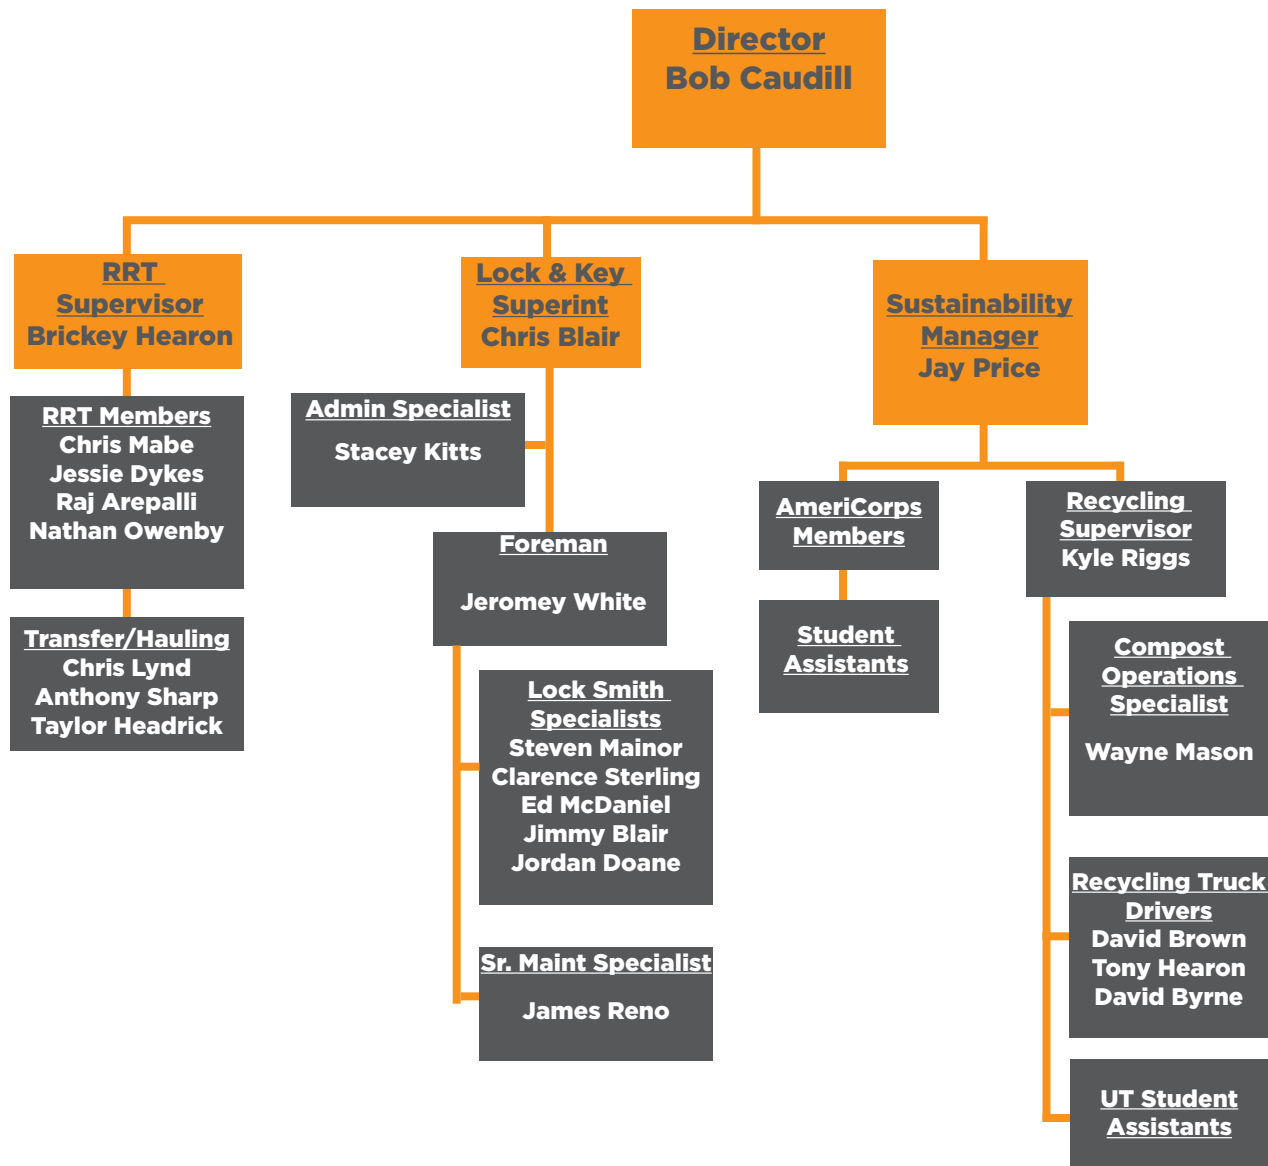 Director
Bob Caudill
RRT
Supervisor
Brickey Hearon
Lock & Key
Superint
Chris Blair
Sustainability
Manager
Jay Price
RRT Members
Chris Mabe
Jessie Dykes
Raj Arepalli
Nathan Owenby
Transfer/Hauling
Chris Lynd
Anthony Sharp
Taylor Headrick
Admin Specialist
Stacey Kitts
Foreman
Jeromey White
Lock Smith
Specialists
Steven Mainor
Clarence Sterling
Ed McDaniel
Jimmy Blair
Jordan Doane
Sr. Maint Specialist
James Reno
AmeriCorps
Members
Student
Assistants
Recycling
Supervisor
Kyle Riggs
Compost
Operations
Specialist
Wayne Mason
Recycling Truck
Drivers
David Brown
Tony Hearon
David Byrne
UT Student
Assistants